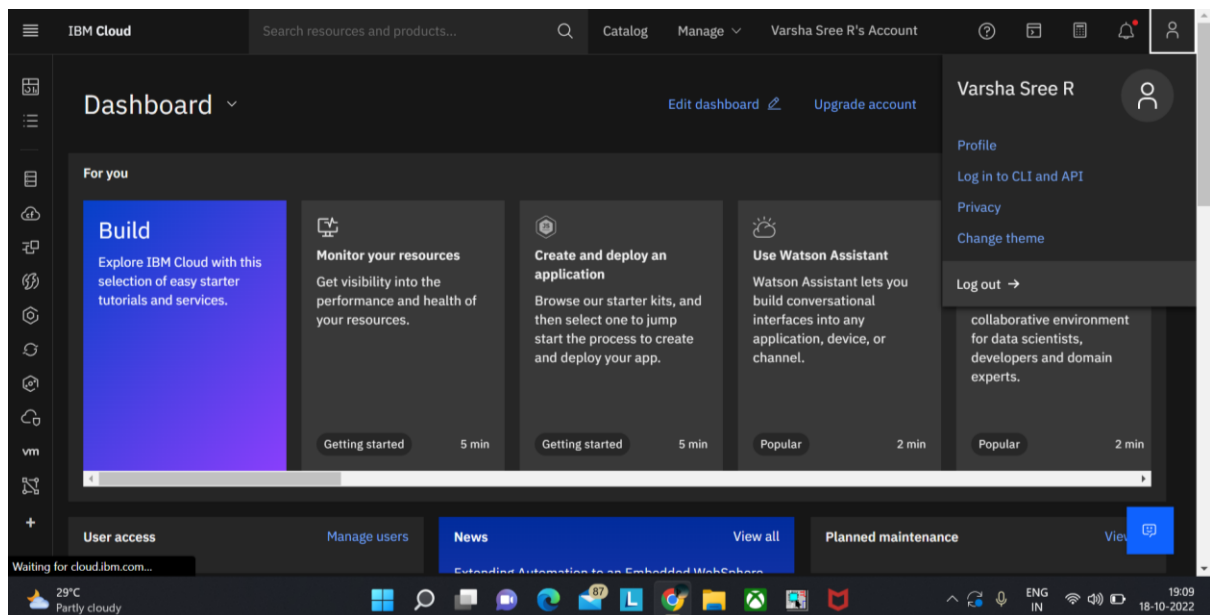 IBM Cloud
Search resources and products...
Catalog
Manage
Varsha Sree R's Account
Varsha Sree R
Profile
Log in to CLI and API
Privacy
Change theme
Log out →
Dashboard
Edit dashboard
Upgrade account
For you
Build
Explore IBM Cloud with this
selection of easy starter
tutorials and services.
Monitor your resources
Get visibility into the
performance and health of
your resources.
Getting started
5 min
Create and deploy an
application
Browse our starter kits, and
then select one to jump
start the process to create
and deploy your app.
Getting started
5 min
Use Watson Assistant
Watson Assistant lets you
build conversational
interfaces into any
application, device, or
channel.
Popular
2 min
collaborative environment
for data scientists,
developers and domain
experts.
Popular
2 min
vm
User access
Manage users
News
View all
Extending Automation to an Embedded WebSphere
Planned maintenance
Waiting for cloud.ibm.com...
29°C
Partly cloudy
87
L
ENG
IN
19:09
18-10-2022